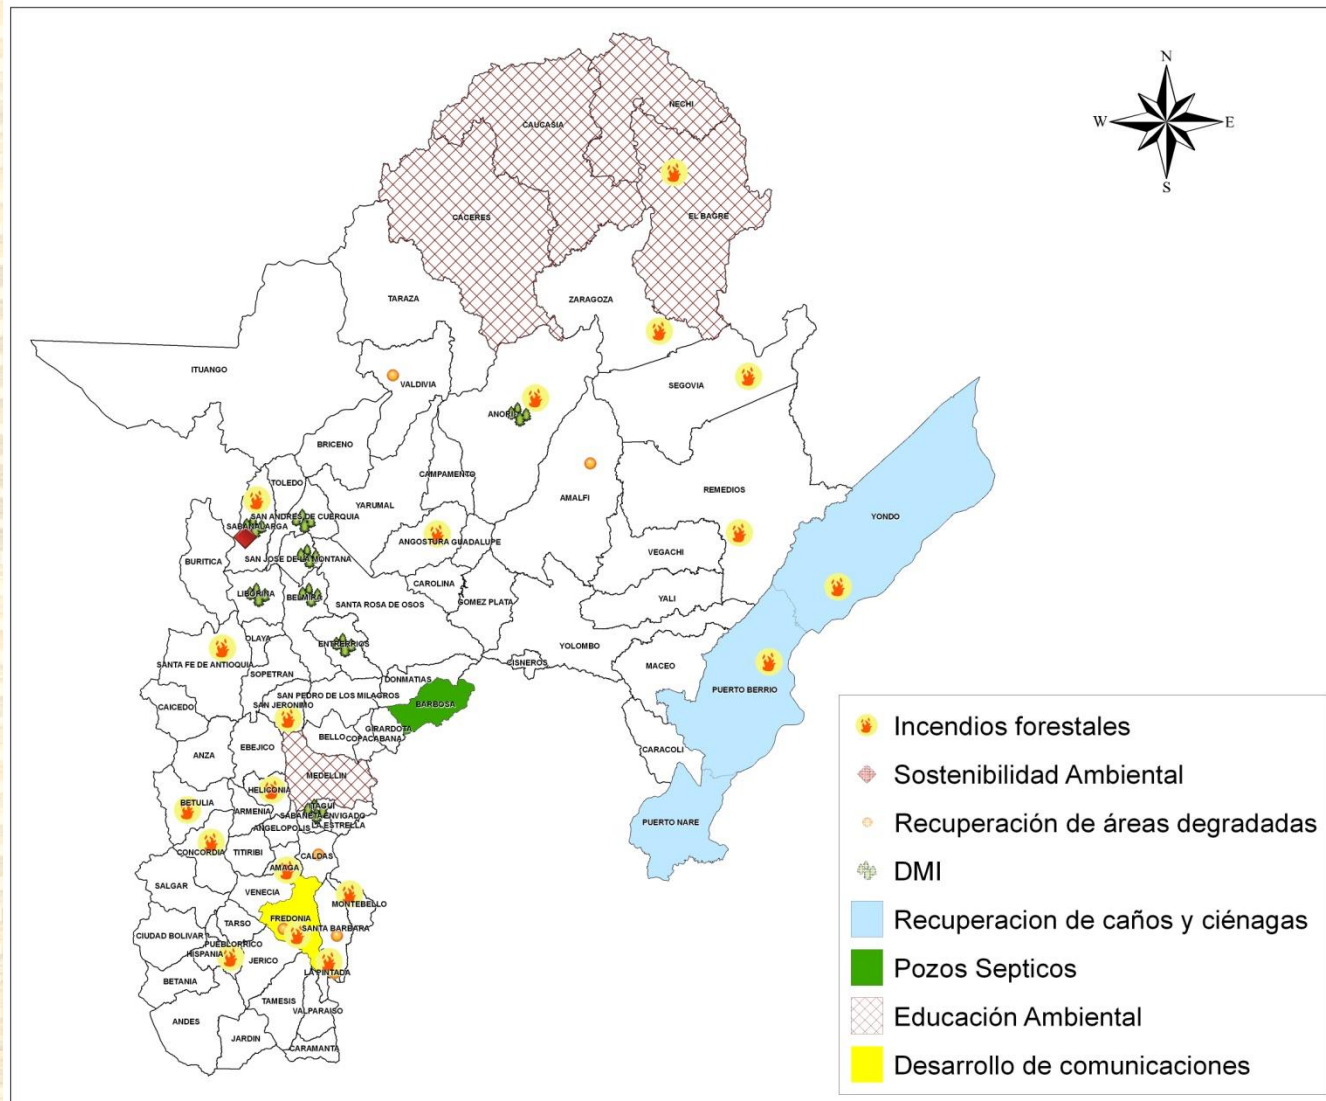 N
W
E
S
NECHI
CAUCASIA
CACERES
EL BAGRE
TARAZA
ZARAGOZA
ITUANGO
VALDIVIA
SEGOVIA
ANORI
BRICENO
CAMPAMENTO
TOLEDO
YARUMAL
AMALFI
REMEDIOS
SAN ANDRES DE CUERQUIA
SABANALARGA
YONDO
ANGOSTURA
GUADALUPE
VEGACHI
BURITICA
SAN JOSE DE LA MONTANA
CAROLINA
LIBORINA
BELMIRA
SANTA ROSA DE OSOS
GOMEZ PLATA
YALI
OLAYA
ENTRERRIOS
YOLOMBO
SANTA FE DE ANTIOQUIA
SOPETRAN
CISNEROS
MACEO
DONMATIAS
PUERTO BERRIO
SAN PEDRO DE LOS MILAGROS
CAICEDO
SAN JERONIMO
BARBOSA
GIRARDOTA
BELLO
COPACABANA
EBEJICO
ANZA
CARACOLI
MEDELLIN
HELICONIA
BETULIA
ARMENIA
ITAGUI
SABANETA
ENVIGADO
LA ESTRELLA
ANGELOPOLIS
PUERTO NARE
CONCORDIA
TITIRIBI
CALDAS
AMAGA
SALGAR
VENECIA
MONTEBELLO
FREDONIA
TARSO
SANTA BARBARA
CIUDAD BOLIVAR
PUEBLORRICO
HISPANIA
JERICO
LA PINTADA
BETANIA
TAMESIS
VALPARAISO
ANDES
JARDIN
CARAMANTA
Incendios forestales
Sostenibilidad Ambiental
Recuperación de áreas degradadas
DMI
Recuperacion de caños y ciénagas
Pozos Septicos
Educación Ambiental
Desarrollo de comunicaciones